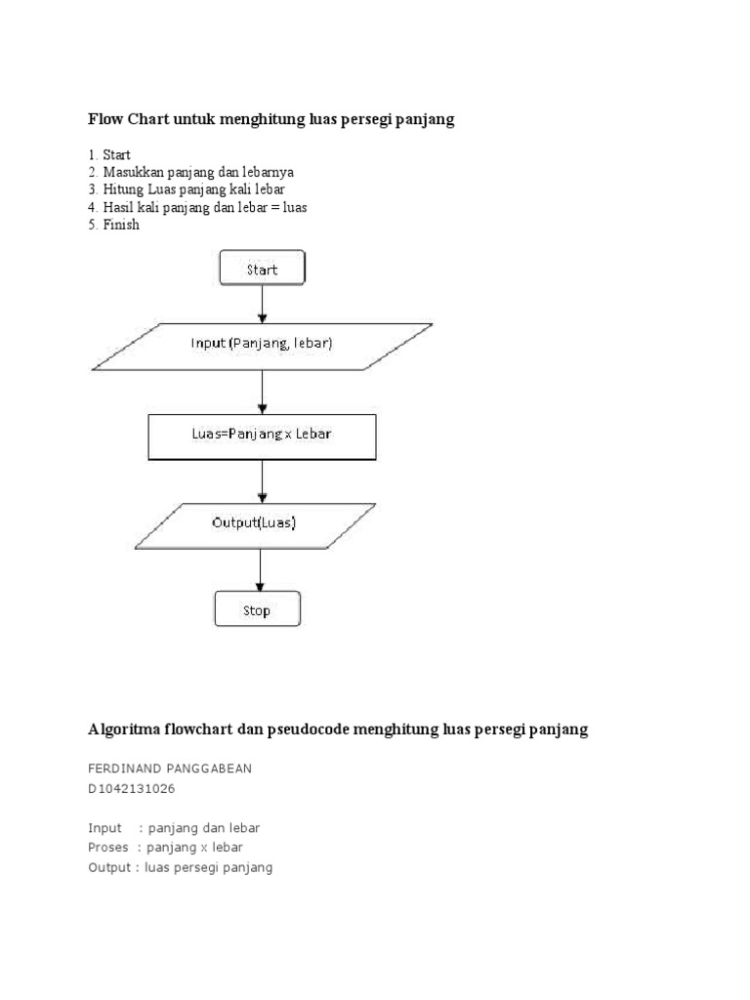 Flow Chart untuk menghitung luas persegi panjang
1. Start
2. Masukkan panjang dan lebarnya
3. Hitung Luas panjang kali lebar
4. Hasil kali panjang dan lebar = luas
5. Finish
Start
Input (Panjang, lebar)
Luas=Panjang x Lebar
Output(Luas)
Stop
Algoritma flowchart dan pseudocode menghitung luas persegi panjang
FERDINAND PANGGABEAN
D1042131026
Input : panjang dan lebar
Proses : panjang x lebar
Output : luas persegi panjang